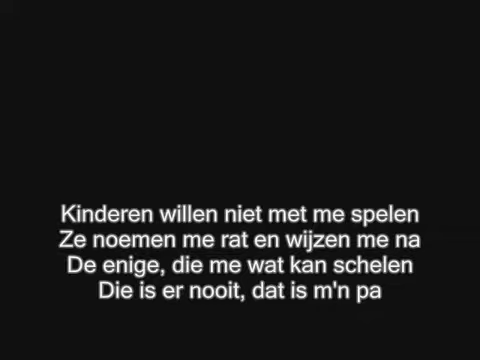 Kinderen willen niet met me spelen
Ze noemen me rat en wijzen me na
De enige, die me wat kan schelen
Die is er nooit, dat is m'n pa